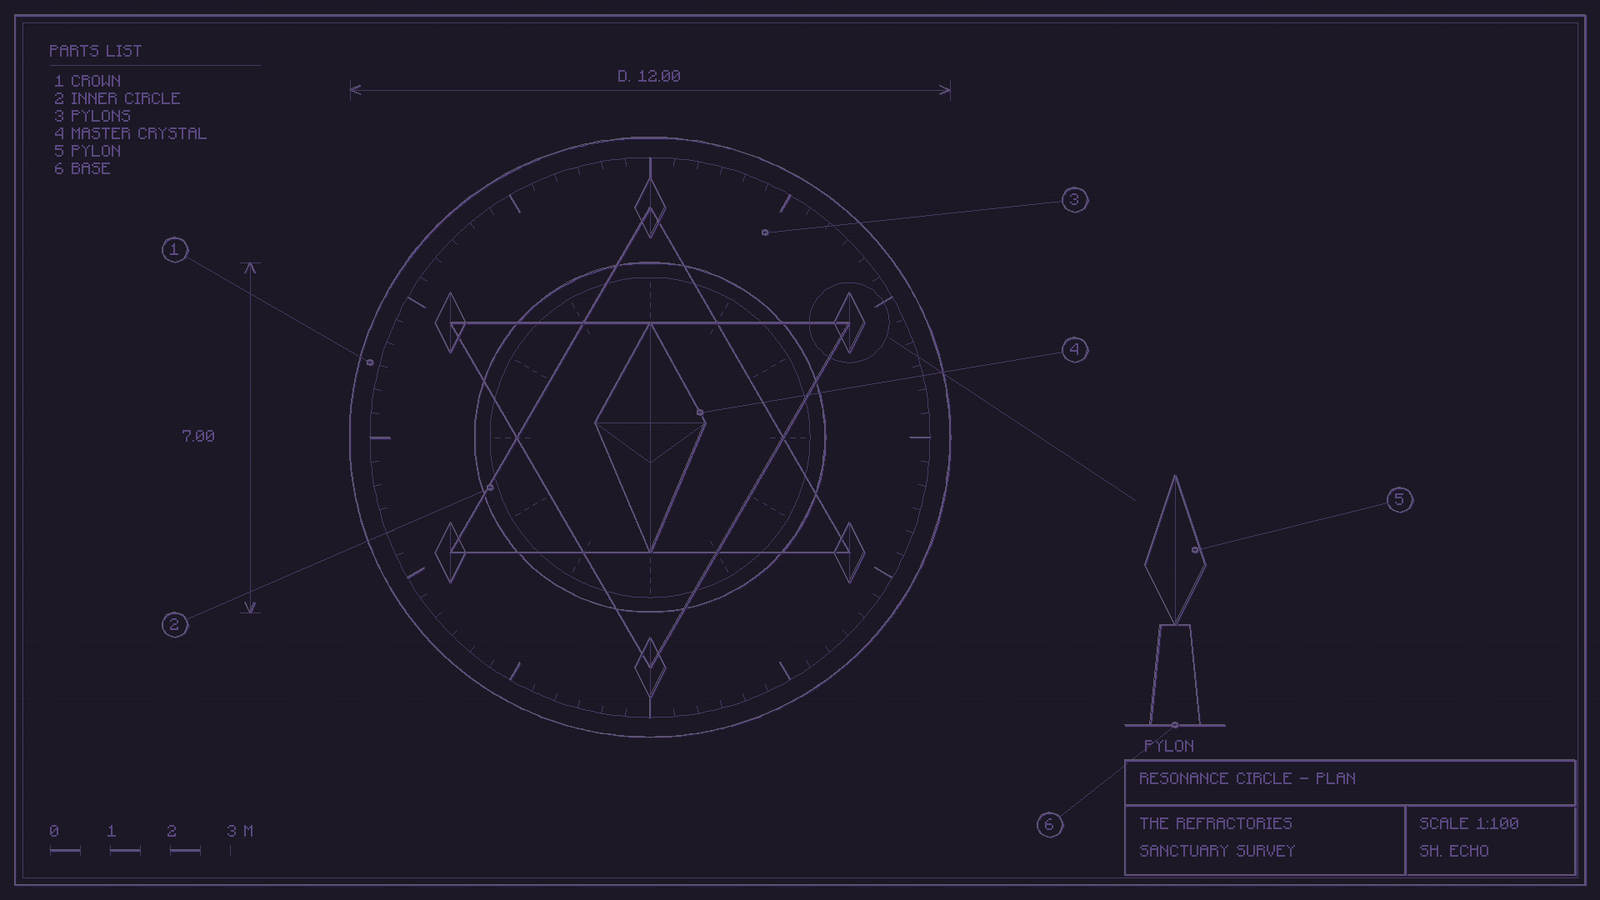 PARTS LIST
1 CROWN
2 INNER CIRCLE
3 PYLONS
4 MASTER CRYSTAL
5 PYLON
6 BASE
D. 12.00
1
3
4
7.00
2
5
PYLON
6
RESONANCE CIRCLE – PLAN
THE REFRACTORIES
SANCTUARY SURVEY
SCALE 1:100
SH. ECHO
0 1 2 3 M